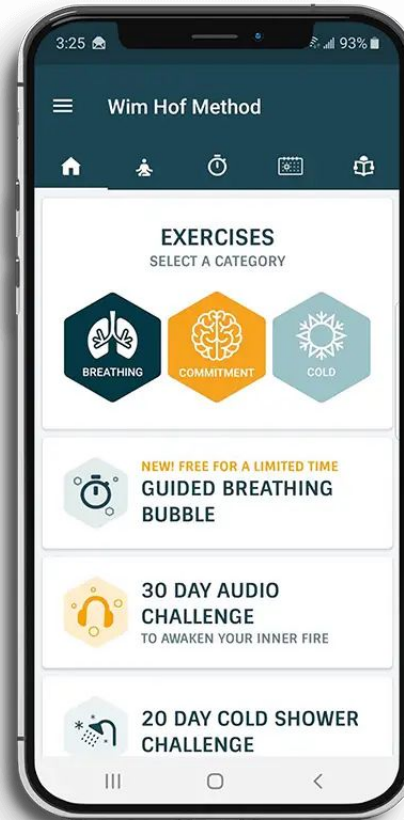 3:25 93%
Wim Hof Method
EXERCISES
SELECT A CATEGORY
BREATHING COMMITMENT COLD
NEW! FREE FOR A LIMITED TIME
GUIDED BREATHING
BUBBLE
30 DAY AUDIO
CHALLENGE
TO AWAKEN YOUR INNER FIRE
20 DAY COLD SHOWER
CHALLENGE